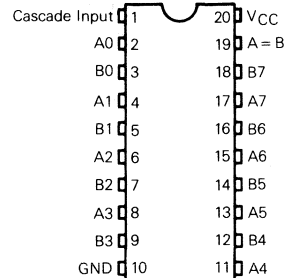 Cascade Input 1 20 VCC
A0 2 19 A = B
B0 3 18 B7
A1 4 17 A7
B1 5 16 B6
A2 6 15 A6
B2 7 14 B5
A3 8 13 A5
B3 9 12 B4
GND 10 11 A4